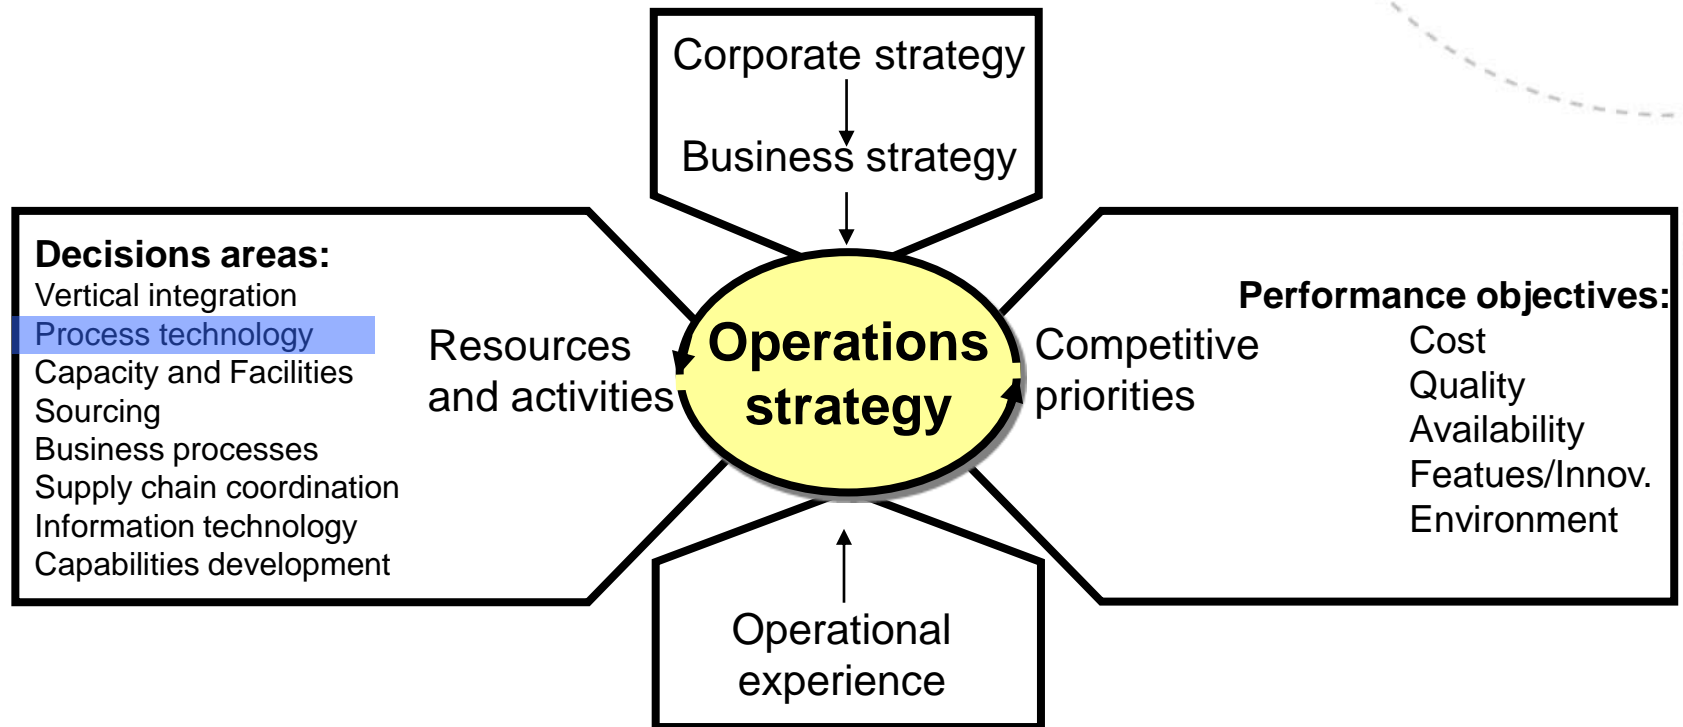 Corporate strategy
Business strategy
Decisions areas:
Vertical integration
Process technology
Capacity and Facilities
Sourcing
Business processes
Supply chain coordination
Information technology
Capabilities development
Resources
and activities
Operations
strategy
Competitive
priorities
Performance objectives:
Cost
Quality
Availability
Featues/Innov.
Environment
Operational
experience